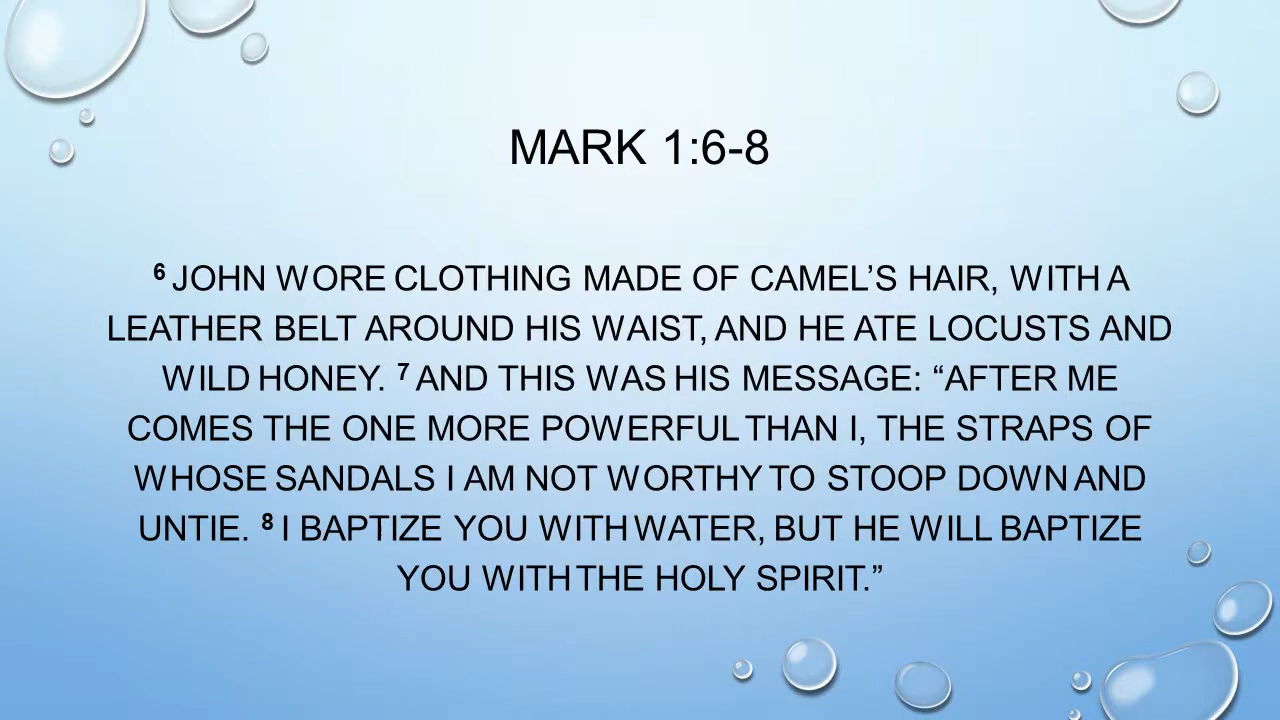 MARK 1:6-8
6 JOHN WORE CLOTHING MADE OF CAMEL’S HAIR, WITH A
LEATHER BELT AROUND HIS WAIST, AND HE ATE LOCUSTS AND
WILD HONEY. 7 AND THIS WAS HIS MESSAGE: “AFTER ME
COMES THE ONE MORE POWERFUL THAN I, THE STRAPS OF
WHOSE SANDALS I AM NOT WORTHY TO STOOP DOWN AND
UNTIE. 8 I BAPTIZE YOU WITH WATER, BUT HE WILL BAPTIZE
YOU WITH THE HOLY SPIRIT.”